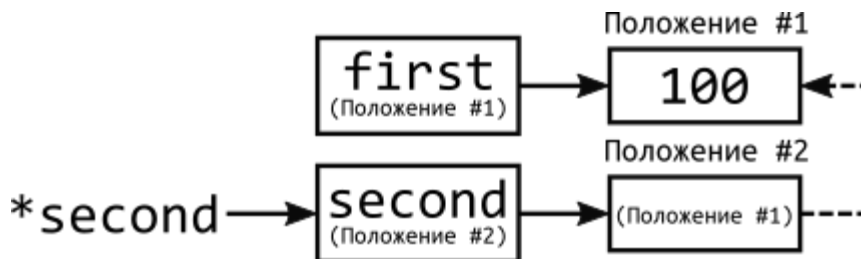 Положение #1
first
(Положение #1)
100
Положение #2
*second
second
(Положение #2)
(Положение #1)